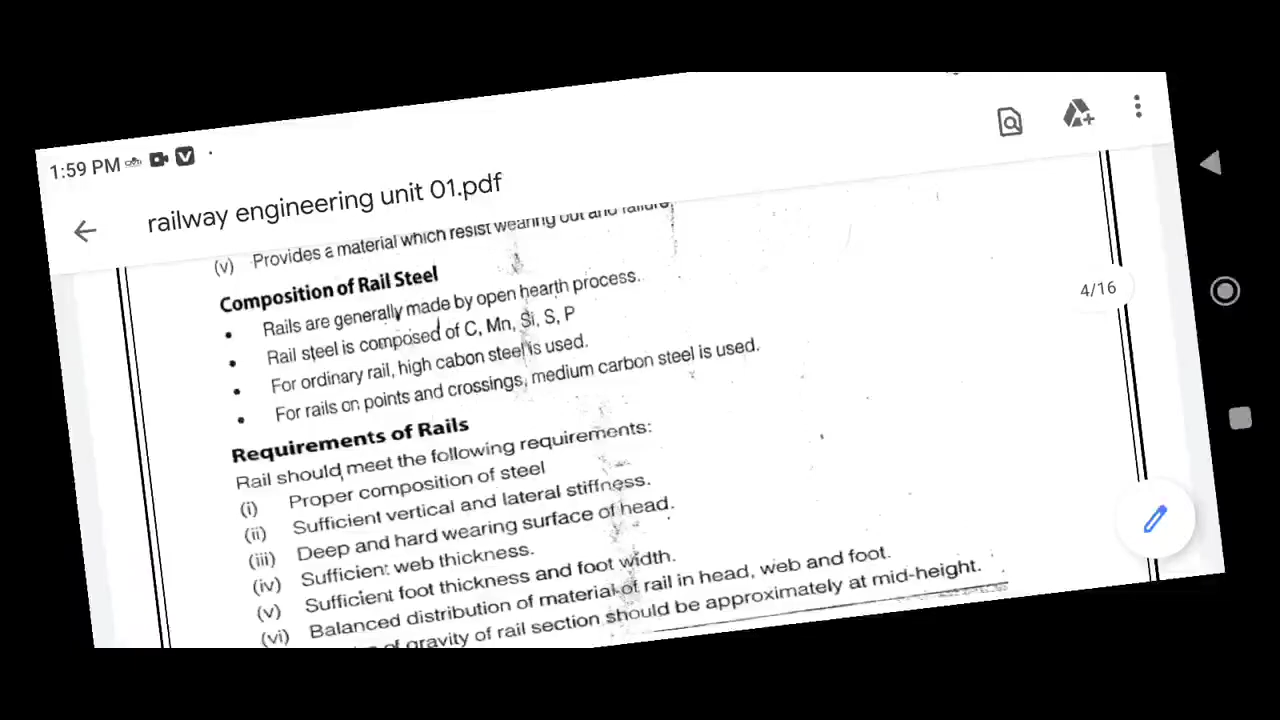 1:59 PM
railway engineering unit 01.pdf
4/16
(v) Provides a material which resist wearing out and failure.
Composition of Rail Steel
• Rails are generally made by open hearth process.
• Rail steel is composed of C, Mn, Si, S, P
• For ordinary rail, high cabon steel is used.
• For rails on points and crossings, medium carbon steel is used.
Requirements of Rails
Rail should meet the following requirements:
(i) Proper composition of steel
(ii) Sufficient vertical and lateral stiffness.
(iii) Deep and hard wearing surface of head.
(iv) Sufficient web thickness.
(v) Sufficient foot thickness and foot width.
(vi) Balanced distribution of material of rail in head, web and foot.
of gravity of rail section should be approximately at mid-height.